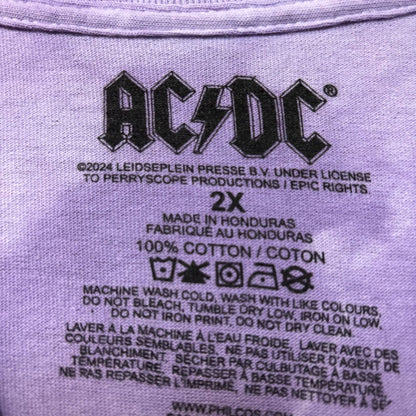 AC/DC®
©2024 LEIDSEPLEIN PRESSE B.V. UNDER LICENSE
TO PERRYSCOPE PRODUCTIONS / EPIC RIGHTS.
2X
MADE IN HONDURAS
FABRIQUE AU HONDURAS
100% COTTON / COTON
MACHINE WASH COLD, WASH WITH LIKE COLOURS,
DO NOT BLEACH, TUMBLE DRY LOW, IRON ON LOW,
DO NOT IRON PRINT, DO NOT DRY CLEAN.
LAVER À LA MACHINE À L'EAU FROIDE. LAVER AVEC DES
COULEURS SEMBLABLES. NE PAS UTILISER D'AGENT DE
BLANCHIMENT. SÉCHER PAR CULBUTAGE À BASSE
TEMPÉRATURE. REPASSER À BASSE TEMPÉRATURE.
NE PAS REPASSER L'IMPRIMÉ. NE PAS NETTOYER À SEC.